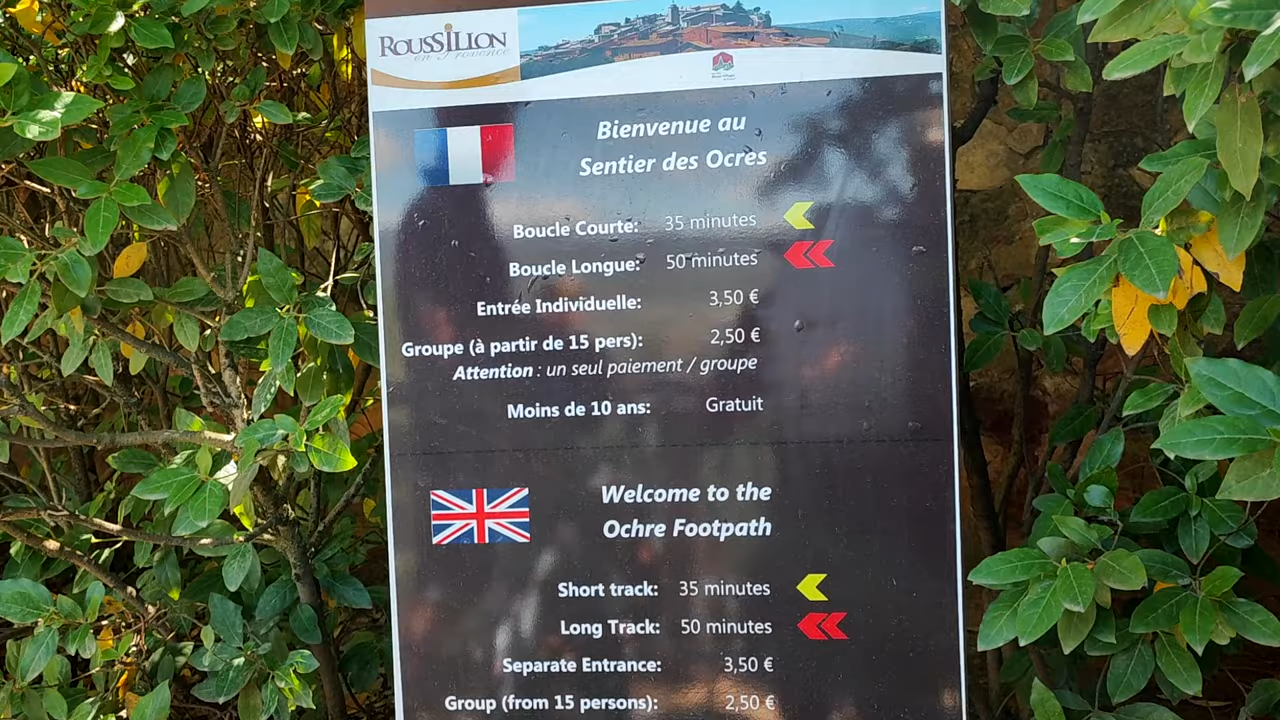 ROUSSILLON
en Provence
Bienvenue au
Sentier des Ocres
Boucle Courte: 35 minutes
Boucle Longue: 50 minutes
Entrée Individuelle: 3,50 €
Groupe (à partir de 15 pers): 2,50 €
Attention : un seul paiement / groupe
Moins de 10 ans: Gratuit
Welcome to the
Ochre Footpath
Short track: 35 minutes
Long Track: 50 minutes
Separate Entrance: 3,50 €
Group (from 15 persons): 2,50 €